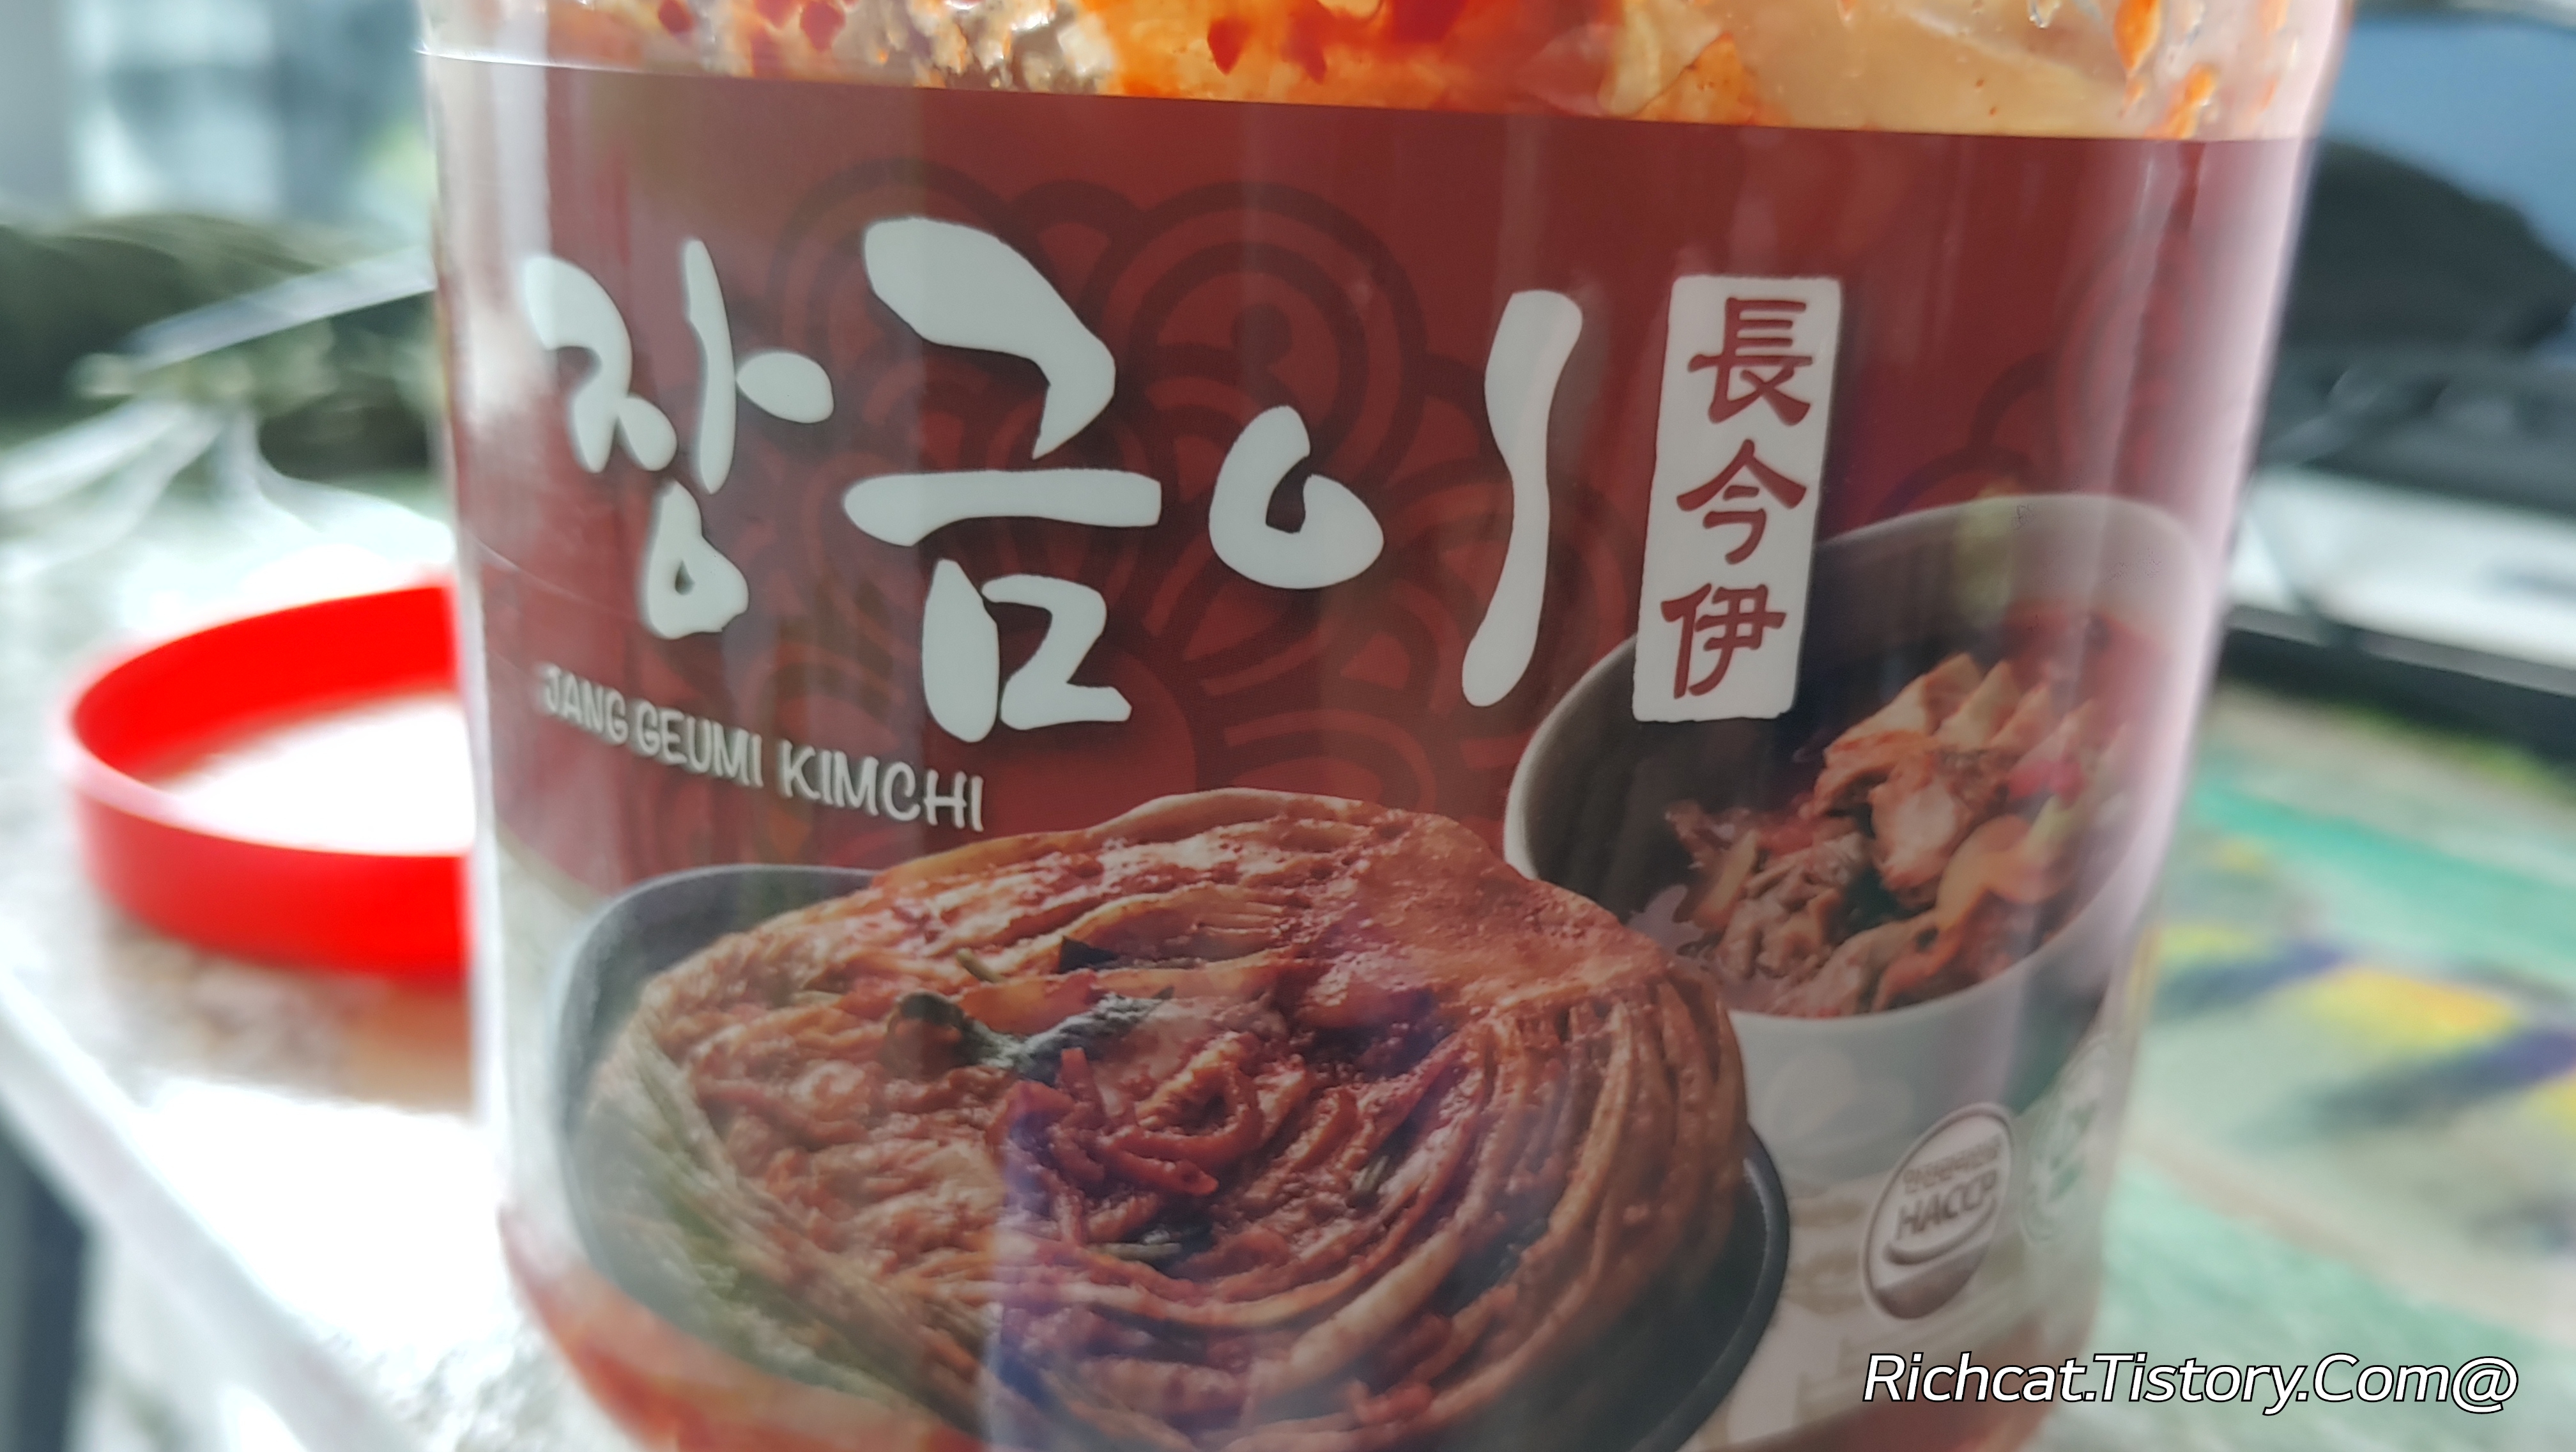 장금이
長今伊
JANG GEUMI KIMCHI
HACCP
Richcat.Tistory.Com@